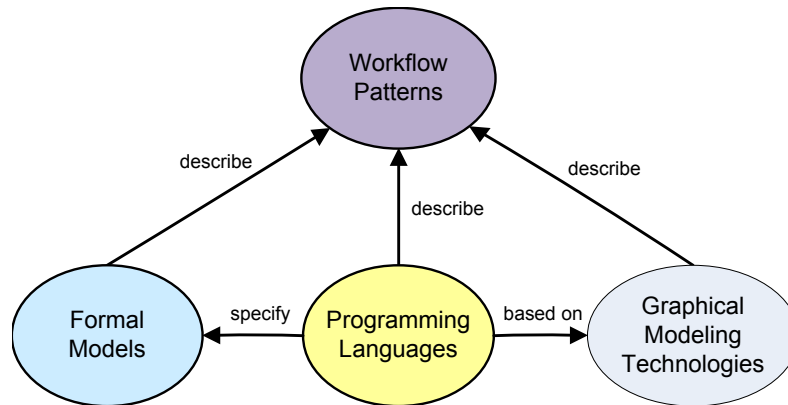 Workflow
Patterns
describe
describe
describe
Formal
Models
specify
Programming
Languages
based on
Graphical
Modeling
Technologies